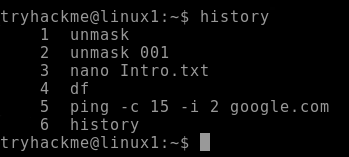 tryhackme@linux1:~$ history
    1  unmask
    2  unmask 001
    3  nano Intro.txt
    4  df
    5  ping -c 15 -i 2 google.com
    6  history
tryhackme@linux1:~$